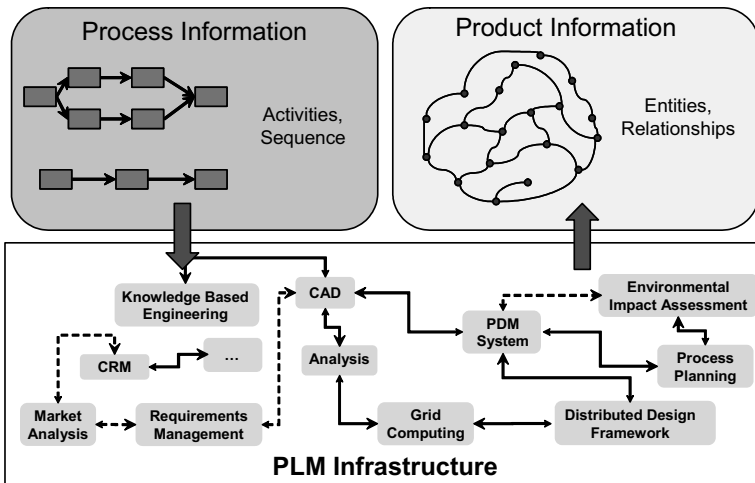 Process Information
Activities,
Sequence
Product Information
Entities,
Relationships
Knowledge Based
Engineering
CAD
Environmental
Impact Assessment
PDM
System
CRM
...
Analysis
Process
Planning
Market
Analysis
Requirements
Management
Grid
Computing
Distributed Design
Framework
PLM Infrastructure